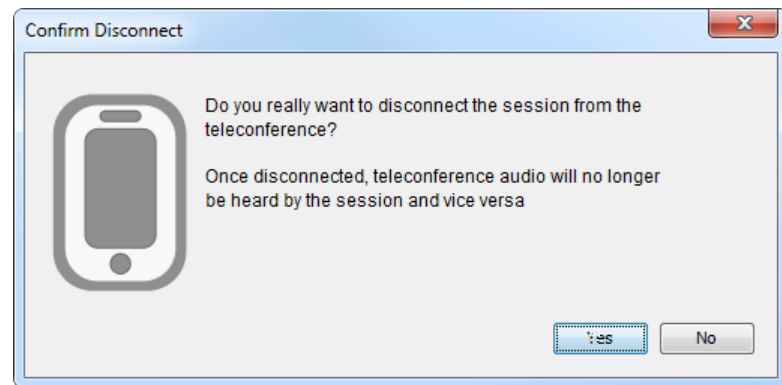 Confirm Disconnect
Do you really want to disconnect the session from the
teleconference?
Once disconnected, teleconference audio will no longer
be heard by the session and vice versa
Yes
No